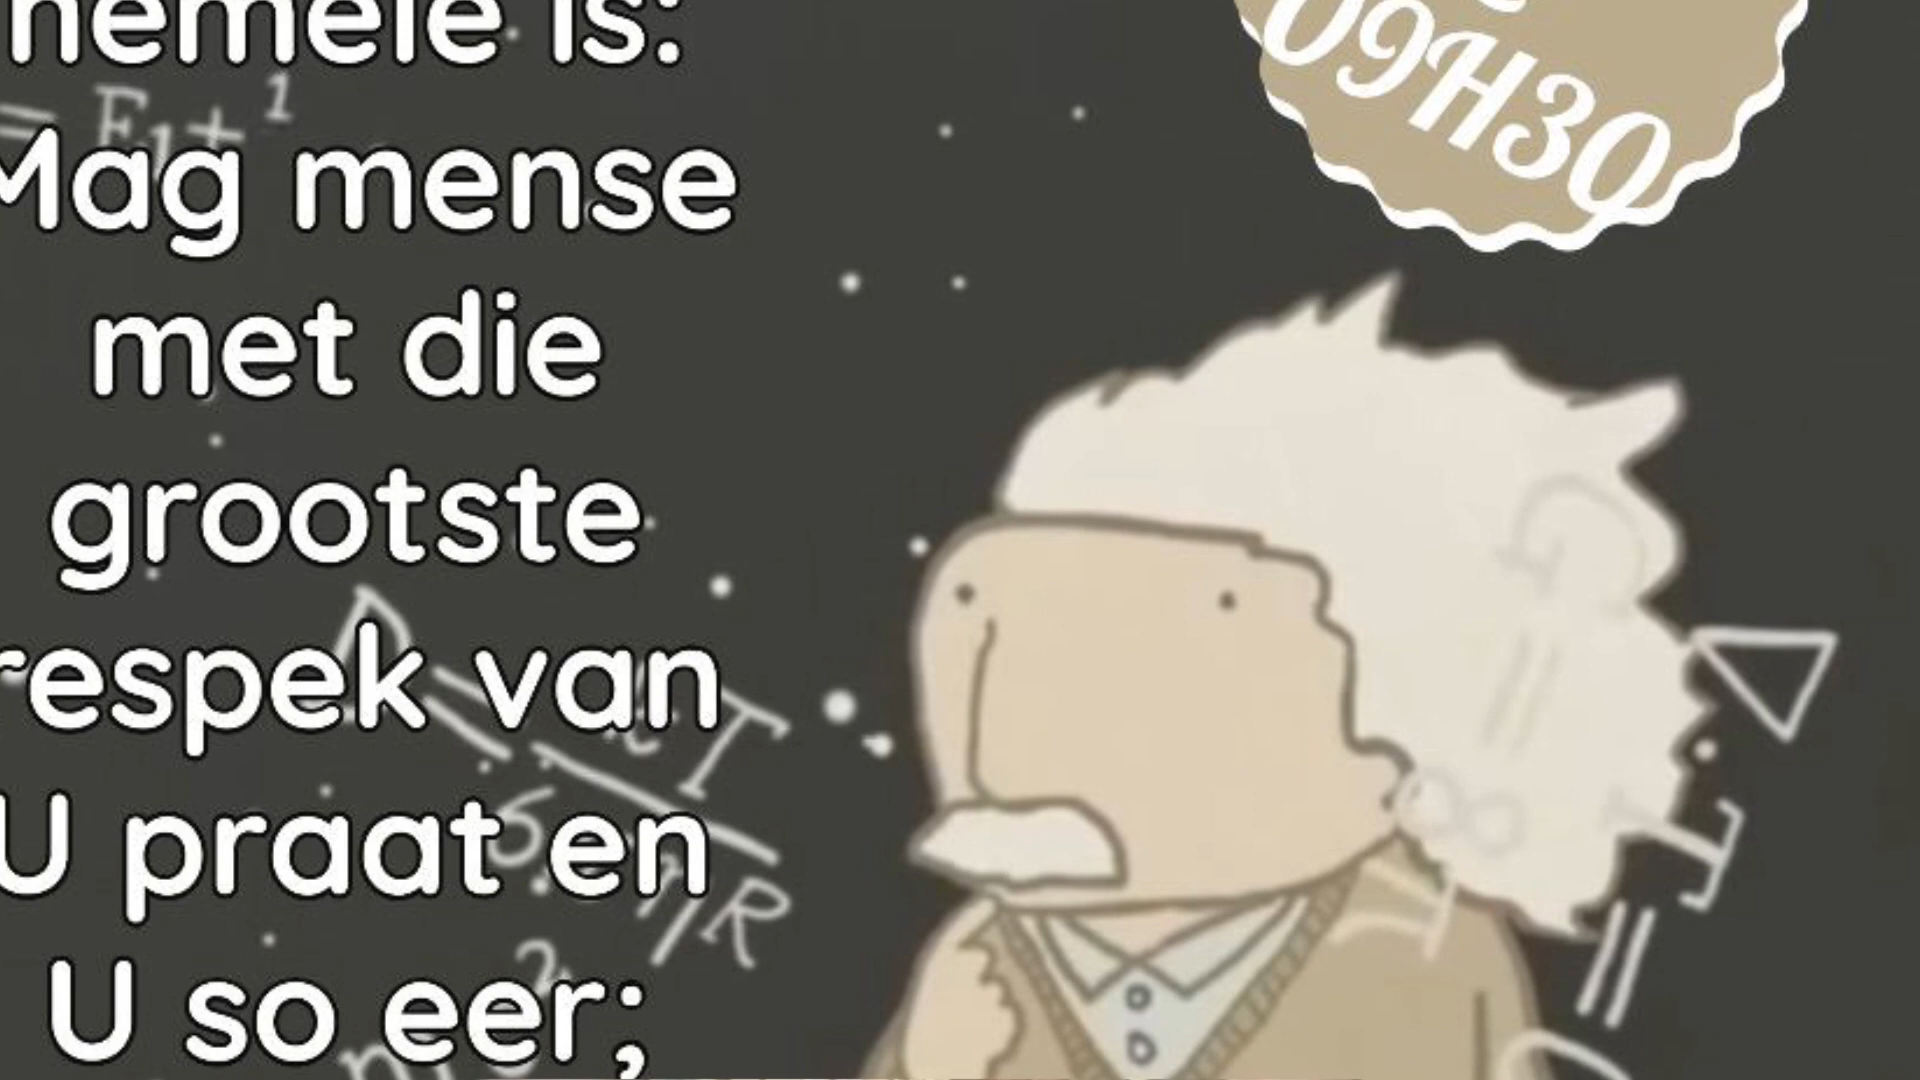 hemele is:
Mag mense
met die
grootste
respek van
U praat en
U so eer;
09H30